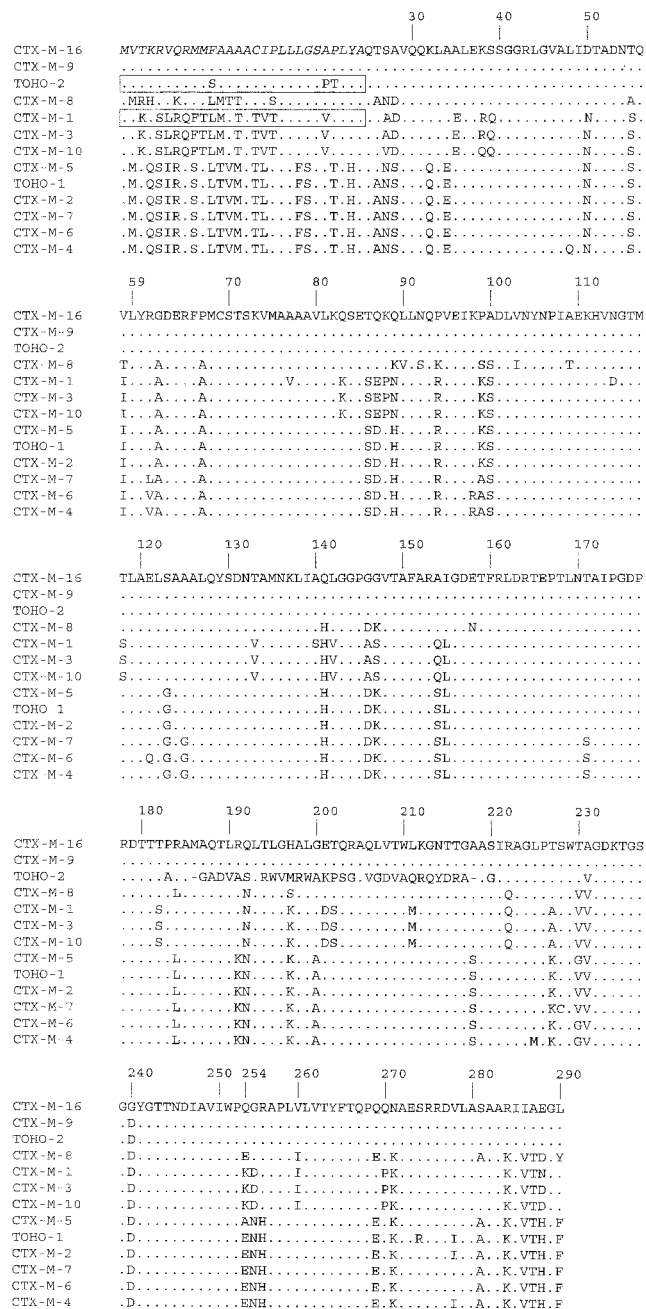 30 40 50
CTX-M-16 MVTKRVQRMMFAAAACIPLLLGSAPLYAQTSAVQQKLAALEKSSGGRLGVALIDTADNTQ
CTX-M-9 ............................................................
TOHO-2 ..........S............PT...................................
CTX-M-8 .MRH..K...LMTT...S...........AND..........................A.
CTX-M-1 ..K.SLRQFTLM.T.TVT.....V......AD......E..RQ..........N....S.
CTX-M-3 ..K.SLRQFTLM.T.TVT.....V......AD......E..RQ..........N....S.
CTX-M-10 ..K.SLRQFTLM.T.TVT.....V......VD......E..QQ..........N....S.
CTX-M-5 .M.QSIR.S.LTVM.TL...FS..T.H...NS...Q.E...............N....S.
TOHO-1 .M.QSIR.S.LTVM.TL...FS..T.H..ANS...Q.E...............N....S.
CTX-M-2 .M.QSIR.S.LTVM.TL...FS..T.H..ANS...Q.E...............N....S.
CTX-M-7 .M.QSIR.S.LTVM.TL...FS..T.H..ANS...Q.E...............N....S.
CTX-M-6 .M.QSIR.S.LTVM.TL...FS..T.H..ANS...Q.E...............N....S.
CTX-M-4 .M.QSIR.S.LTVM.TL...FS..T.H..ANS...Q.E.............Q.N....S.
59 70 80 90 100 110
CTX-M-16 VLYRGDERFPMCSTSKVMAAAAVLKQSETQKQLLNQPVEIKPADLVNYNPIAEKHVNGTM
CTX-M-9 ............................................................
TOHO-2 ............................................................
CTX-M-8 T...A....A.....................KV.S.K....SS..I.....T........
CTX-M-1 I...A....A.........V.....K..SEPN....R....KS.............D...
CTX-M-3 I...A....A...............K..SEPN....R....KS.................
CTX-M-10 I...A....A...............K..SEPN....R....KS.................
CTX-M-5 I...A....A..................SD.H....R....KS.................
TOHO-1 I...A....A..................SD.H....R....KS.................
CTX-M-2 I...A....A..................SD.H....R....KS.................
CTX-M-7 I..LA....A..................SD.H....R....AS.................
CTX-M-6 I..VA....A..................SD.H....R...RAS.................
CTX-M-4 I..VA....A..................SD.H....R...RAS.................
120 130 140 150 160 170
CTX-M-16 TLAELSAAALQYSDNTAMNKLIAQLGGPGGVTAFARAIGDETFRLDRTEPTLNTAIPGDP
CTX-M-9 ............................................................
TOHO-2 ............................................................
CTX-M-8 .......................H....DK..........N...................
CTX-M-1 S..............V......SHV...AS......QL......................
CTX-M-3 S..............V.......HV...AS......QL......................
CTX-M-10 S..............V.......HV...AS......QL......................
CTX-M-5 .....G.................H....DK......SL......................
TOHO 1 .....G.................H....DK......SL......................
CTX-M-2 .....G.................H....DK......SL......................
CTX-M-7 .....G.G...............H....DK......SL...............S......
CTX-M-6 ...Q.G.G...............H....DK......SL...............S......
CTX-M-4 .....G.G...............H....DK......SL...............S......
180 190 200 210 220 230
CTX-M-16 RDTTTPRAMAQTLRQLTLGHALGETQRAQLVTWLKGNTTGAASIRAGLPTSWTAGDKTGS
CTX-M-9 ............................................................
TOHO-2 .....A..-GADVAS.RWVMRWAKPSG.VGDVAQRQYDRA-.G..........V......
CTX-M-8 ......L.......N....S........................Q.......VV......
CTX-M-1 ....S.........N....K...DS........M..........Q....A..VV......
CTX-M-3 ....S.........N....K...DS........M..........Q....A..VV......
CTX-M-10 ....S.........N....K...DS........M..........Q....A..VV......
CTX-M-5 ......L......KN....K..A.................S........K..GV......
TOHO-1 ......L......KN....K..A.................S........K..VV......
CTX-M-2 ......L......KN....K..A.................S........K..VV......
CTX-M-7 ......L......KN....K..A.................S........KC.VV......
CTX-M-6 ......L......KN....K..A.................S........K..GV......
CTX-M-4 ......L......KN....K..A.................S......M.K..GV......
240 252 254 260 270 280 290
CTX-M-16 GGYGTTNDIAVIWPQGRAPLVLVTYFTQPQQNAESRRDVLASAARIIAEGL
CTX-M-9 .D.................................................
TOHO-2 .D.................................................
CTX-M-8 .D............E.....I........E.K.........A..K.VTD.Y
CTX-M-1 .D............KD....I.........PK............K.VTN..
CTX-M-3 .D............KD....I.........PK............K.VTD..
CTX-M-10 .D............KD....I.........PK............K.VTD..
CTX-M-5 .D............ANH............E.K.........A..K.VTH.F
TOHO-1 .D............ENH............E.K..R...I..A..K.VTH.F
CTX-M-2 .D............ENH............E.K......I..A..K.VTH.F
CTX-M-7 .D............ENH............E.K.........A..K.VTH.F
CTX-M-6 .D............ENH............E.K.........A..K.VTH.F
CTX-M-4 .D............ENH............E.K......I..A..K.VTH.F